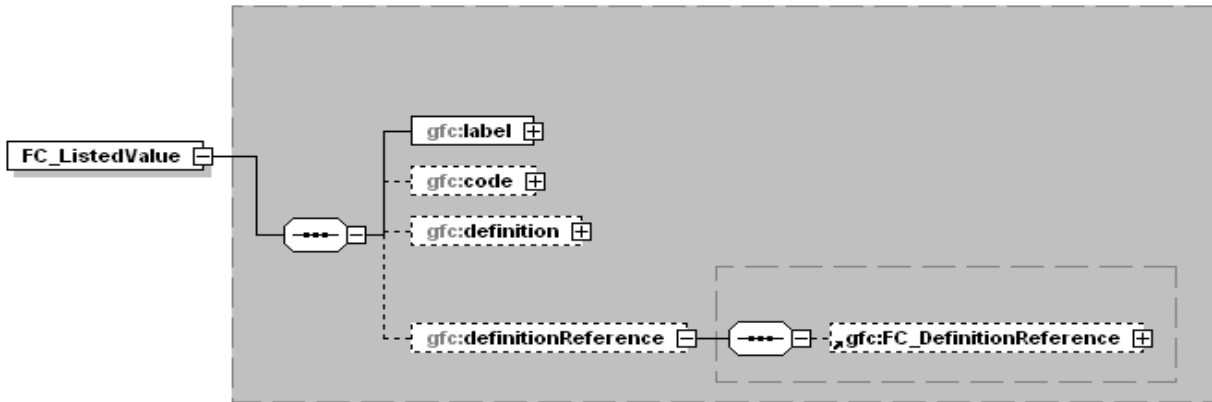 gfc:label
FC_ListedValue
gfc:code
gfc:definition
gfc:definitionReference
gfc:FC_DefinitionReference